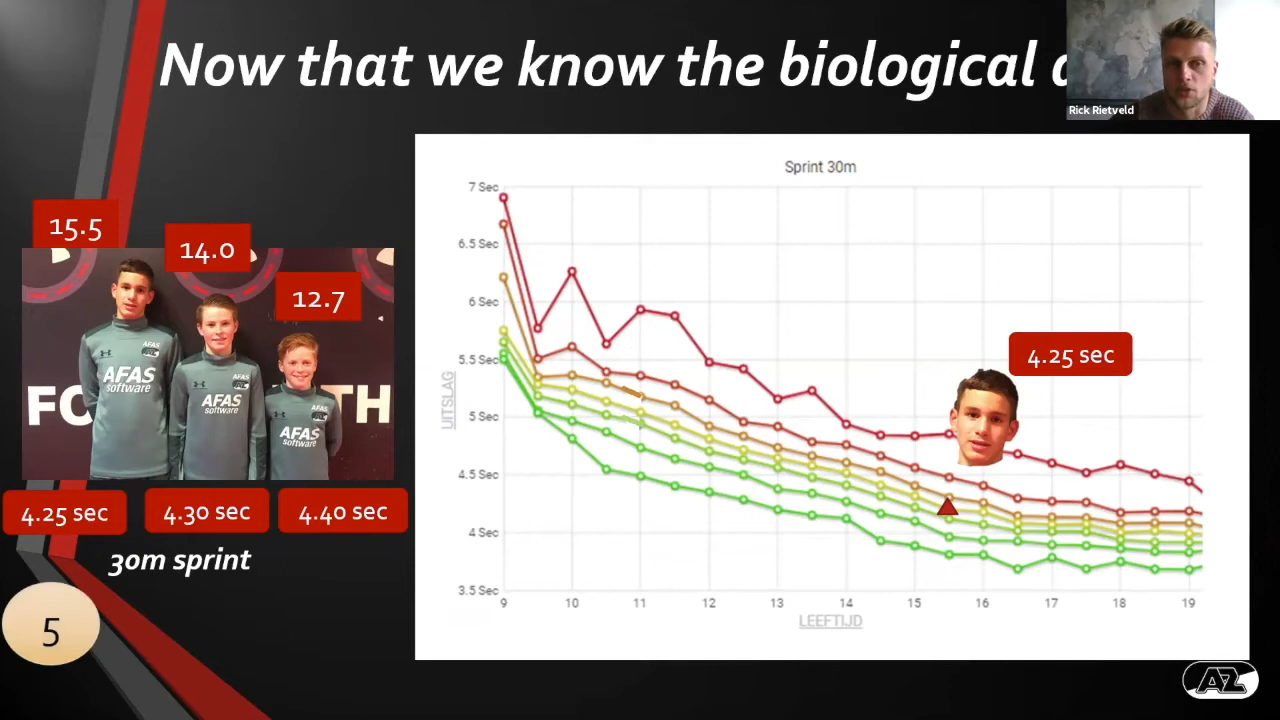 Now that we know the biological a
Rick Rietveld
15.5
14.0
12.7
AFAS
AFAS
software
AFAS
AFAS
software
AFAS
software
FO
TH
4.25 sec
4.30 sec
4.40 sec
30m sprint
5
Sprint 30m
7 Sec
6.5 Sec
6 Sec
5.5 Sec
5 Sec
4.5 Sec
4 Sec
3.5 Sec
UITSLAG
9 10 11 12 13 14 15 16 17 18 19
LEEFTIJD
4.25 sec
AZ